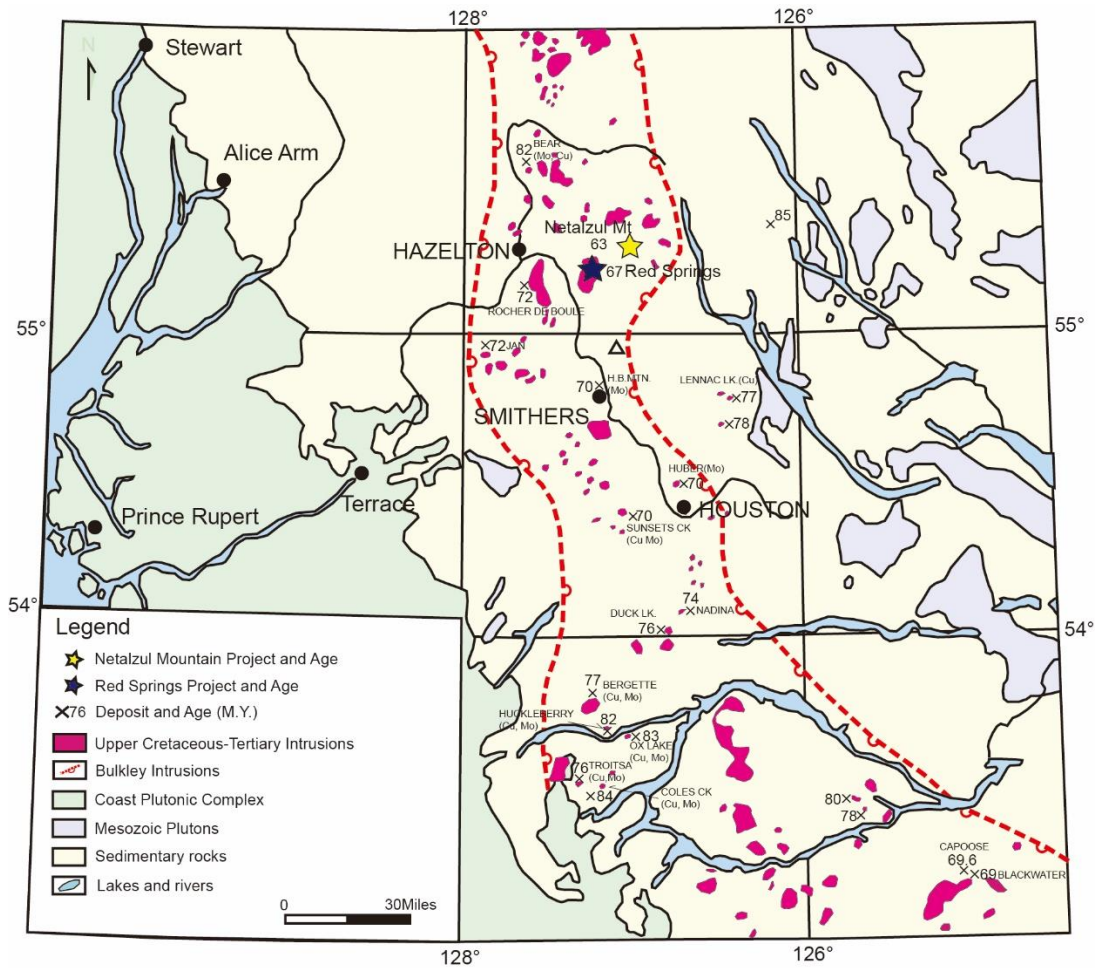 128°
126°
N
Stewart
Alice Arm
82
BEAR
(Mo, Cu)
85
Netalzul Mt
63
HAZELTON
67 Red Springs
72
ROCHER DE BOULE
55°
55°
72 JAN
70
H.B.MTN.
(Mo)
LENNAC LK.(Cu)
77
SMITHERS
78
HUBER(Mo)
70
Terrace
HOUSTON
Prince Rupert
70
SUNSETS CK
(Cu Mo)
74
NADINA
54°
DUCK LK.
76
54°
77
BERGETTE
(Cu, Mo)
HUCKLEBERRY
(Cu, Mo)
82
83
OX LAKE
(Cu, Mo)
76
TROITSA
(Cu,Mo)
84
COLES CK
(Cu, Mo)
80
78
CAPOOSE
69,6
69 BLACKWATER
Legend
Netalzul Mountain Project and Age
Red Springs Project and Age
76 Deposit and Age (M.Y.)
Upper Cretaceous-Tertiary Intrusions
Bulkley Intrusions
Coast Plutonic Complex
Mesozoic Plutons
Sedimentary rocks
Lakes and rivers
0 30Miles
128°
126°